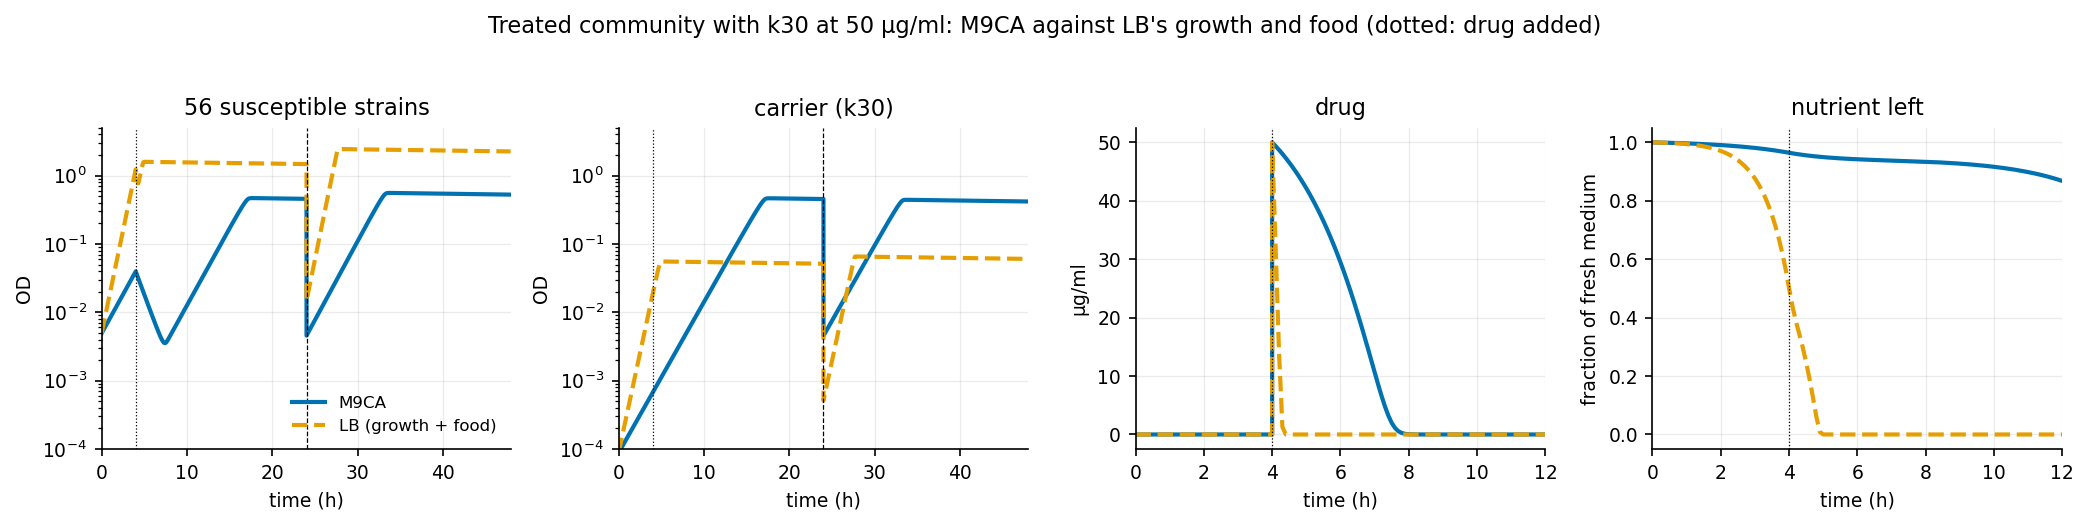 Treated community with k30 at 50 µg/ml: M9CA against LB's growth and food (dotted: drug added)
56 susceptible strains
OD
10⁰
10⁻¹
10⁻²
10⁻³
10⁻⁴
0 10 20 30 40
time (h)
M9CA
LB (growth + food)
carrier (k30)
OD
10⁰
10⁻¹
10⁻²
10⁻³
10⁻⁴
0 10 20 30 40
time (h)
drug
µg/ml
50
40
30
20
10
0
0 2 4 6 8 10 12
time (h)
nutrient left
fraction of fresh medium
1.0
0.8
0.6
0.4
0.2
0.0
0 2 4 6 8 10 12
time (h)